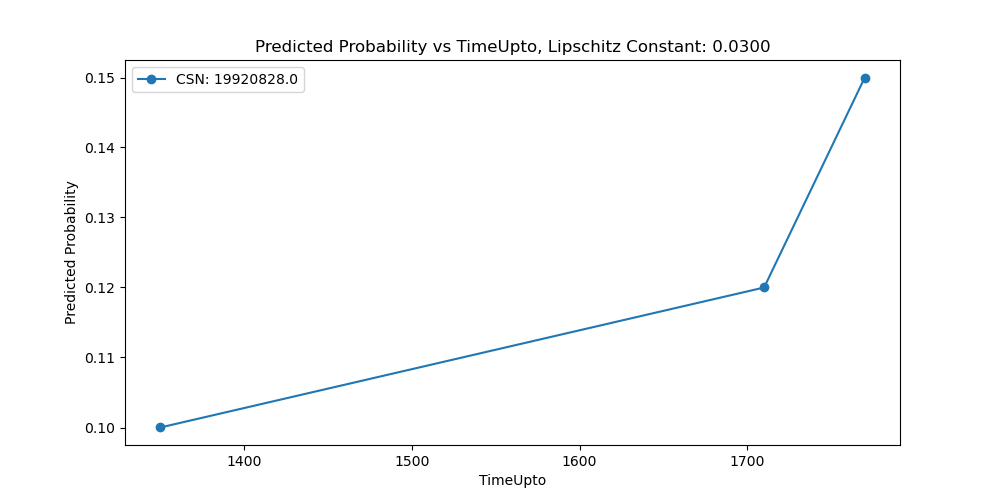 Predicted Probability vs TimeUpto, Lipschitz Constant: 0.0300
CSN: 19920828.0
0.15
0.14
0.13
0.12
0.11
0.10
Predicted Probability
1400 1500 1600 1700
TimeUpto